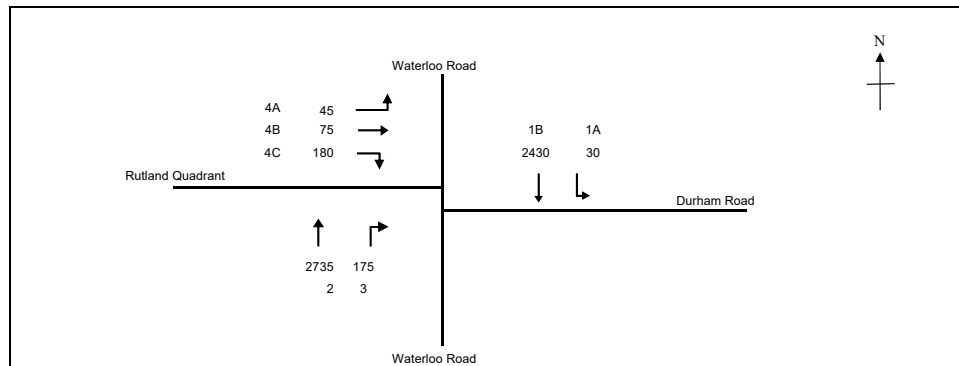 N
Waterloo Road
4A 45
4B 75
4C 180
1B 1A
2430 30
Rutland Quadrant
Durham Road
2735 175
2 3
Waterloo Road